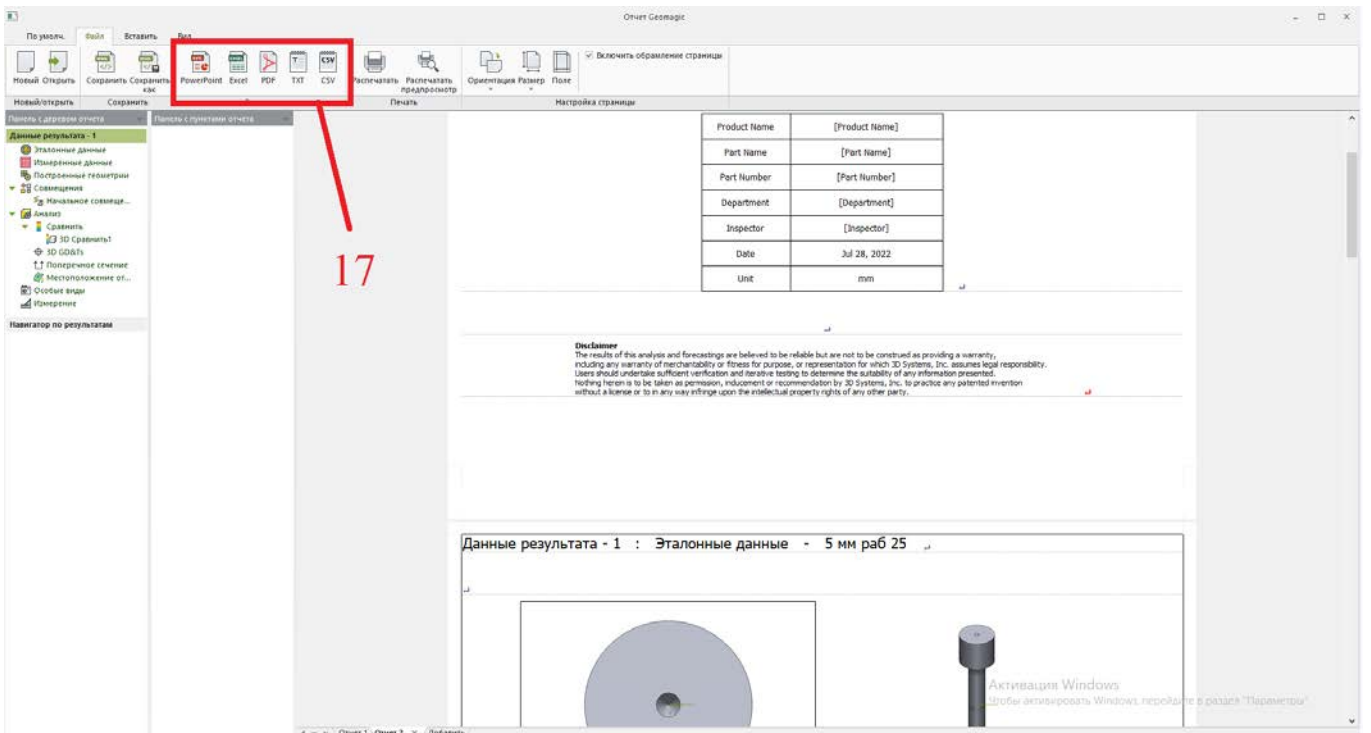 Отчет Geomagic
По умолч. Файл Вставить Вид
Новый Открыть Сохранить Сохранить как PowerPoint Excel PDF TXT CSV Распечатать Распечатать предпросмотр Ориентация Размер Поле
Включить обрамление страницы
Новый/открыть Сохранить Печать Настройка страницы
Панель с деревом отчета
Панель с пунктами отчета
Данные результата - 1
Эталонные данные
Измеренные данные
Построенные геометрии
Совмещения
Начальное совмеще...
Анализ
Сравнить
3D Сравнить1
3D GD&Ts
Поперечное сечение
Местоположение от...
Особые виды
Измерение
Навигатор по результатам
17
Product Name [Product Name]
Part Name [Part Name]
Part Number [Part Number]
Department [Department]
Inspector [Inspector]
Date Jul 28, 2022
Unit mm
Disclaimer
The results of this analysis and forecastings are believed to be reliable but are not to be construed as providing a warranty,
including any warranty of merchantability or fitness for purpose, or representation for which 3D Systems, Inc. assumes legal responsibility.
Users should undertake sufficient verification and iterative testing to determine the suitability of any information presented.
Nothing herein is to be taken as permission, inducement or recommendation by 3D Systems, Inc. to practice any patented invention
without a license or to in any way infringe upon the intellectual property rights of any other party.
Данные результата - 1 : Эталонные данные - 5 мм раб 25
Активация Windows
Чтобы активировать Windows, перейдите в раздел "Параметры"
Отчет 1 Отчет 2 Добавить